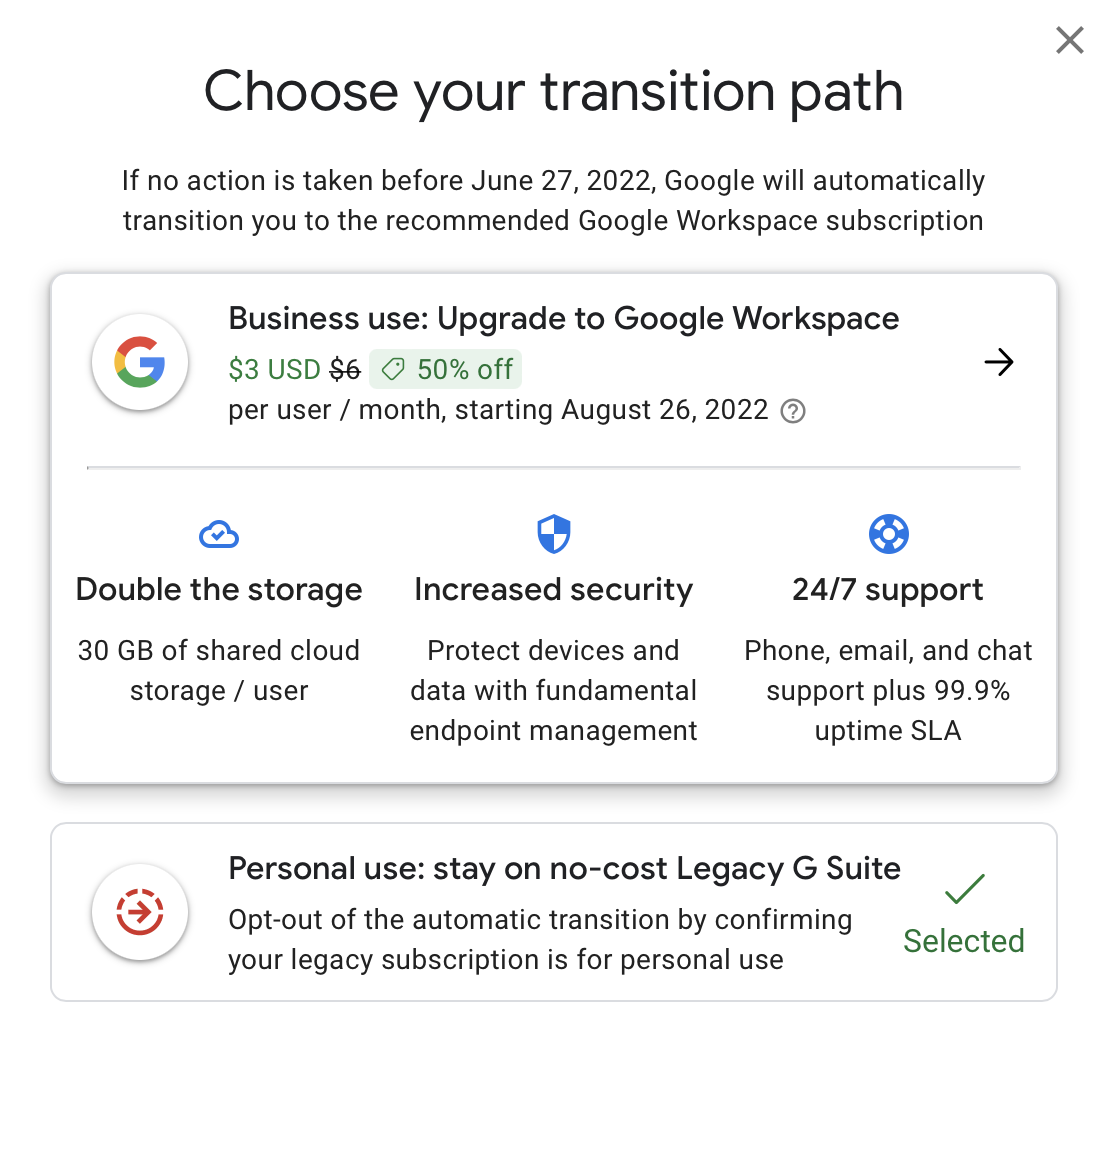 Choose your transition path
If no action is taken before June 27, 2022, Google will automatically
transition you to the recommended Google Workspace subscription
Business use: Upgrade to Google Workspace
$3 USD $6 50% off
per user / month, starting August 26, 2022
Double the storage
30 GB of shared cloud
storage / user
Increased security
Protect devices and
data with fundamental
endpoint management
24/7 support
Phone, email, and chat
support plus 99.9%
uptime SLA
Personal use: stay on no-cost Legacy G Suite
Opt-out of the automatic transition by confirming
your legacy subscription is for personal use
Selected